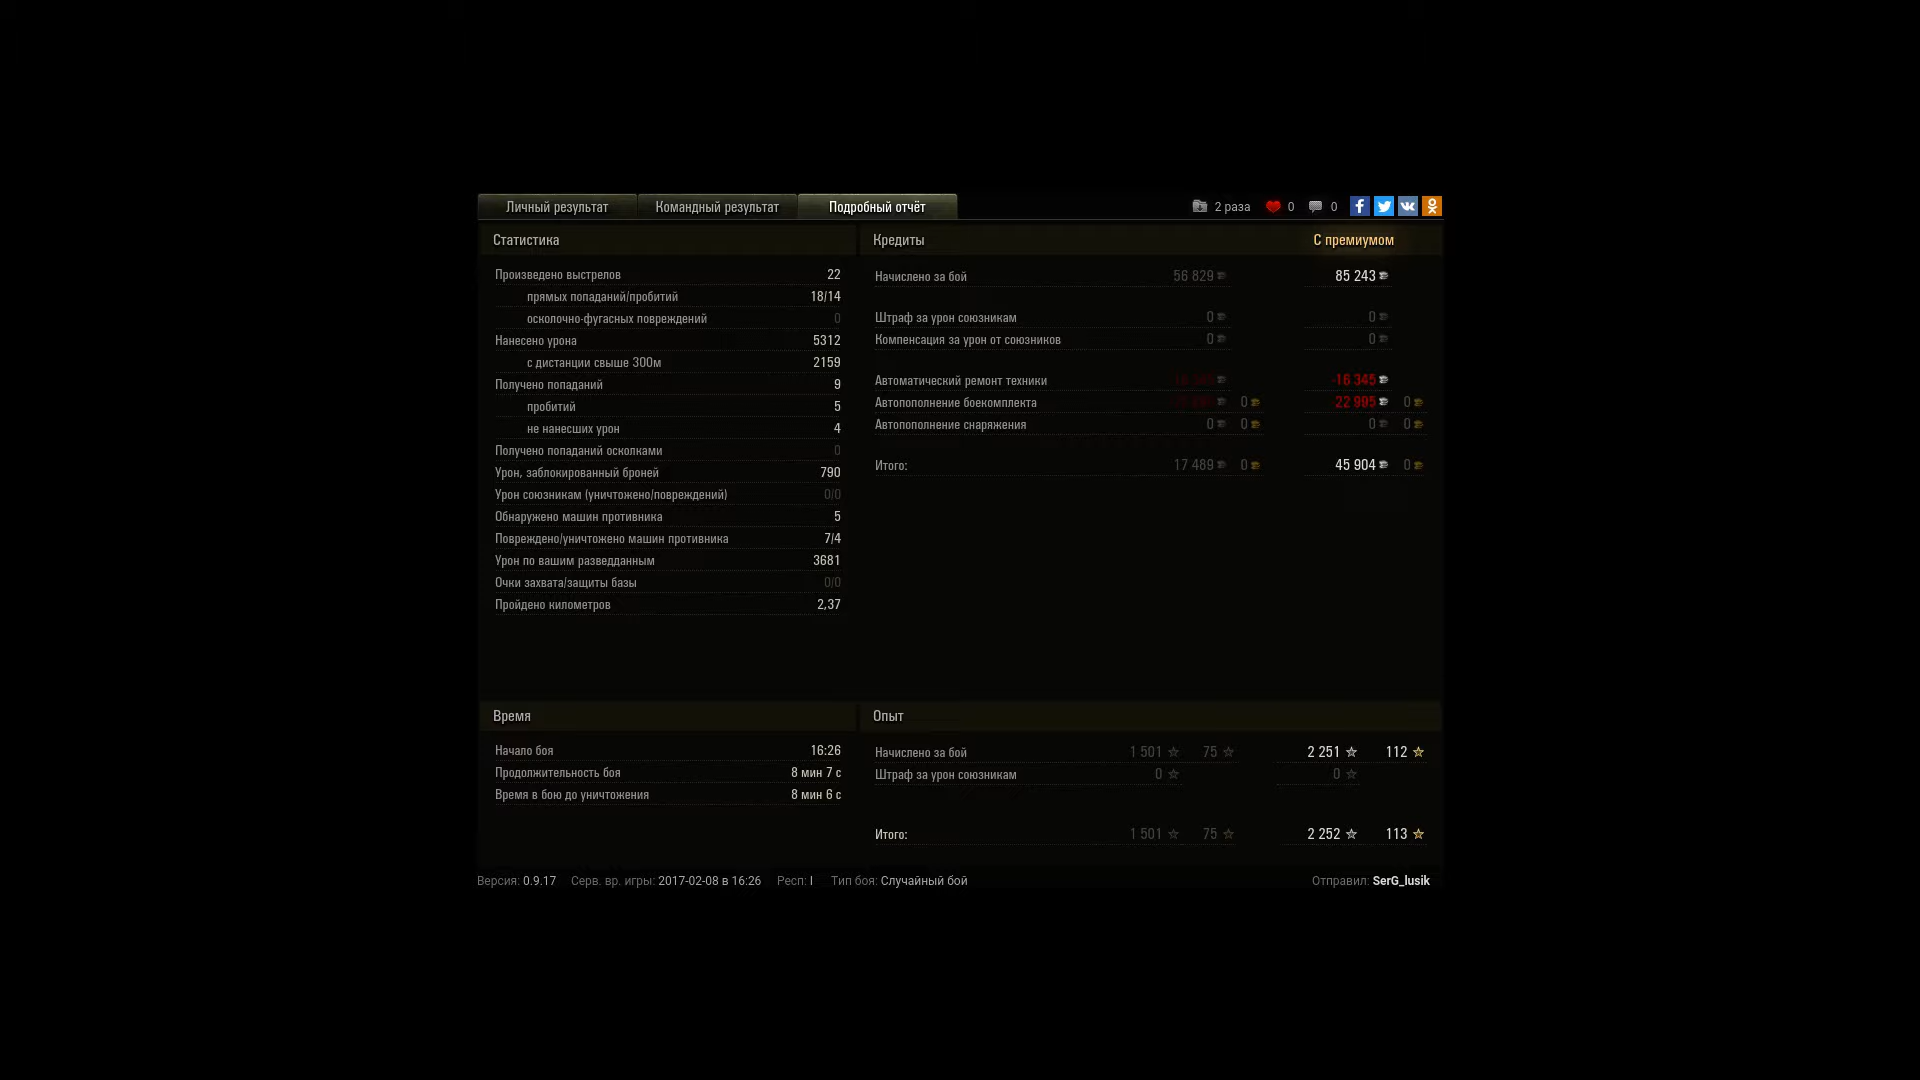 Личный результат Командный результат Подробный отчёт 2 раза 0 0
Статистика
Произведено выстрелов 22
прямых попаданий/пробитий 18/14
осколочно-фугасных повреждений 0
Нанесено урона 5312
с дистанции свыше 300м 2159
Получено попаданий 9
пробитий 5
не нанесших урон 4
Получено попаданий осколками 0
Урон, заблокированный броней 790
Урон союзникам (уничтожено/повреждений) 0/0
Обнаружено машин противника 5
Повреждено/уничтожено машин противника 7/4
Урон по вашим разведданным 3681
Очки захвата/защиты базы 0/0
Пройдено километров 2,37
Кредиты С премиумом
Начислено за бой 56 829 85 243
Штраф за урон союзникам 0 0
Компенсация за урон от союзников 0 0
Автоматический ремонт техники -16 345
Автопополнение боекомплекта 0 -22 995 0
Автопополнение снаряжения 0 0 0 0
Итого: 17 489 0 45 904 0
Время
Начало боя 16:26
Продолжительность боя 8 мин 7 с
Время в бою до уничтожения 8 мин 6 с
Опыт
Начислено за бой 1 501 75 2 251 112
Штраф за урон союзникам 0 0
Итого: 1 501 75 2 252 113
Версия: 0.9.17 Серв. вр. игры: 2017-02-08 в 16:26 Респ: I Тип боя: Случайный бой Отправил: SerG_lusik